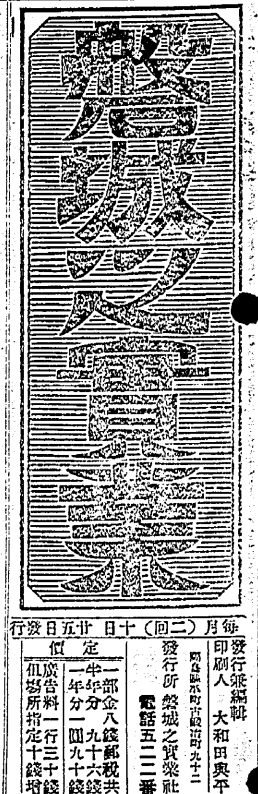 磐城之實業
行發日五廿 日十 (回二) 月每
發行兼編輯
印刷人 大和田與平
發行所 磐城之實業社
電話五二二番
價定
一部金八錢郵稅共
半年分 九十六錢
一年分 一圓九十錢
廣告料一行三十錢
但場所指定十錢增